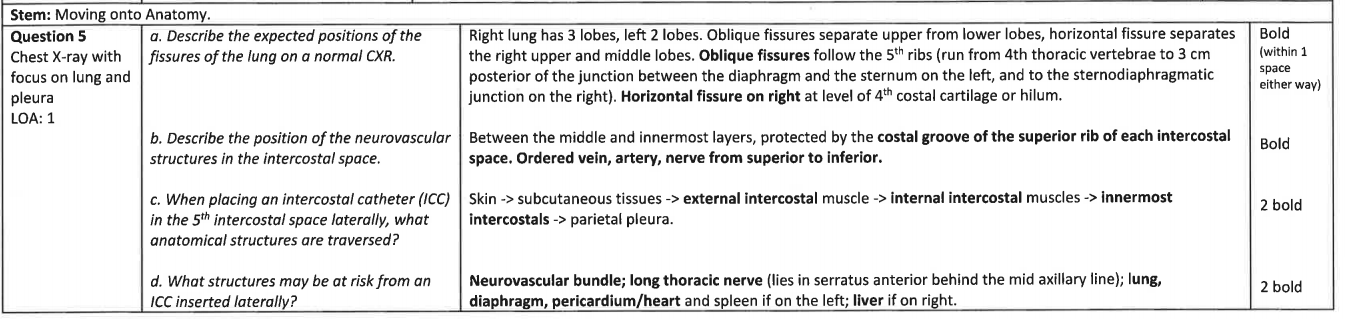 Stem: Moving onto Anatomy.
Question 5
Chest X-ray with
focus on lung and
pleura
LOA: 1
a. Describe the expected positions of the
fissures of the lung on a normal CXR.
Right lung has 3 lobes, left 2 lobes. Oblique fissures separate upper from lower lobes, horizontal fissure separates
the right upper and middle lobes. Oblique fissures follow the 5th ribs (run from 4th thoracic vertebrae to 3 cm
posterior of the junction between the diaphragm and the sternum on the left, and to the sternodiaphragmatic
junction on the right). Horizontal fissure on right at level of 4th costal cartilage or hilum.
Bold
(within 1
space
either way)
b. Describe the position of the neurovascular
structures in the intercostal space.
Between the middle and innermost layers, protected by the costal groove of the superior rib of each intercostal
space. Ordered vein, artery, nerve from superior to inferior.
Bold
c. When placing an intercostal catheter (ICC)
in the 5th intercostal space laterally, what
anatomical structures are traversed?
Skin -> subcutaneous tissues -> external intercostal muscle -> internal intercostal muscles -> innermost
intercostals -> parietal pleura.
2 bold
d. What structures may be at risk from an
ICC inserted laterally?
Neurovascular bundle; long thoracic nerve (lies in serratus anterior behind the mid axillary line); lung,
diaphragm, pericardium/heart and spleen if on the left; liver if on right.
2 bold